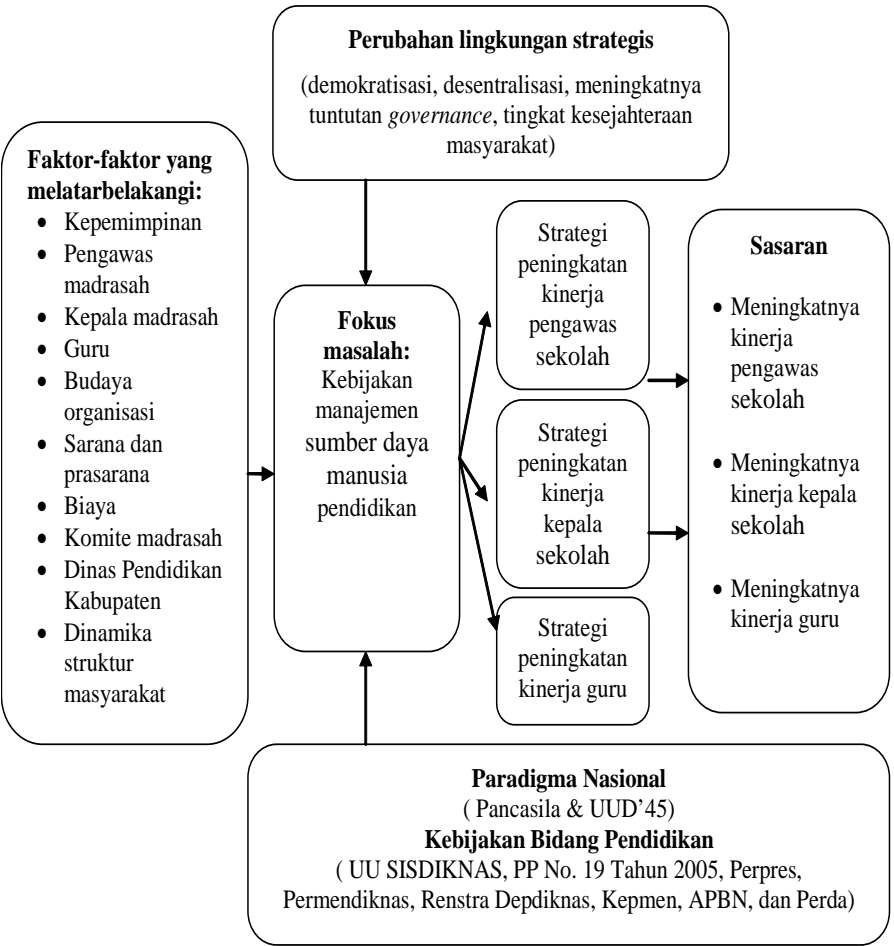 Perubahan lingkungan strategis
(demokratisasi, desentralisasi, meningkatnya
tuntutan governance, tingkat kesejahteraan
masyarakat)
Faktor-faktor yang
melatarbelakangi:
• Kepemimpinan
• Pengawas
madrasah
• Kepala madrasah
• Guru
• Budaya
organisasi
• Sarana dan
prasarana
• Biaya
• Komite madrasah
• Dinas Pendidikan
Kabupaten
• Dinamika
struktur
masyarakat
Fokus
masalah:
Kebijakan
manajemen
sumber daya
manusia
pendidikan
Strategi
peningkatan
kinerja
pengawas
sekolah
Strategi
peningkatan
kinerja
kepala
sekolah
Strategi
peningkatan
kinerja guru
Sasaran
• Meningkatnya
kinerja
pengawas
sekolah
• Meningkatnya
kinerja kepala
sekolah
• Meningkatnya
kinerja guru
Paradigma Nasional
( Pancasila & UUD’45)
Kebijakan Bidang Pendidikan
( UU SISDIKNAS, PP No. 19 Tahun 2005, Perpres,
Permendiknas, Renstra Depdiknas, Kepmen, APBN, dan Perda)